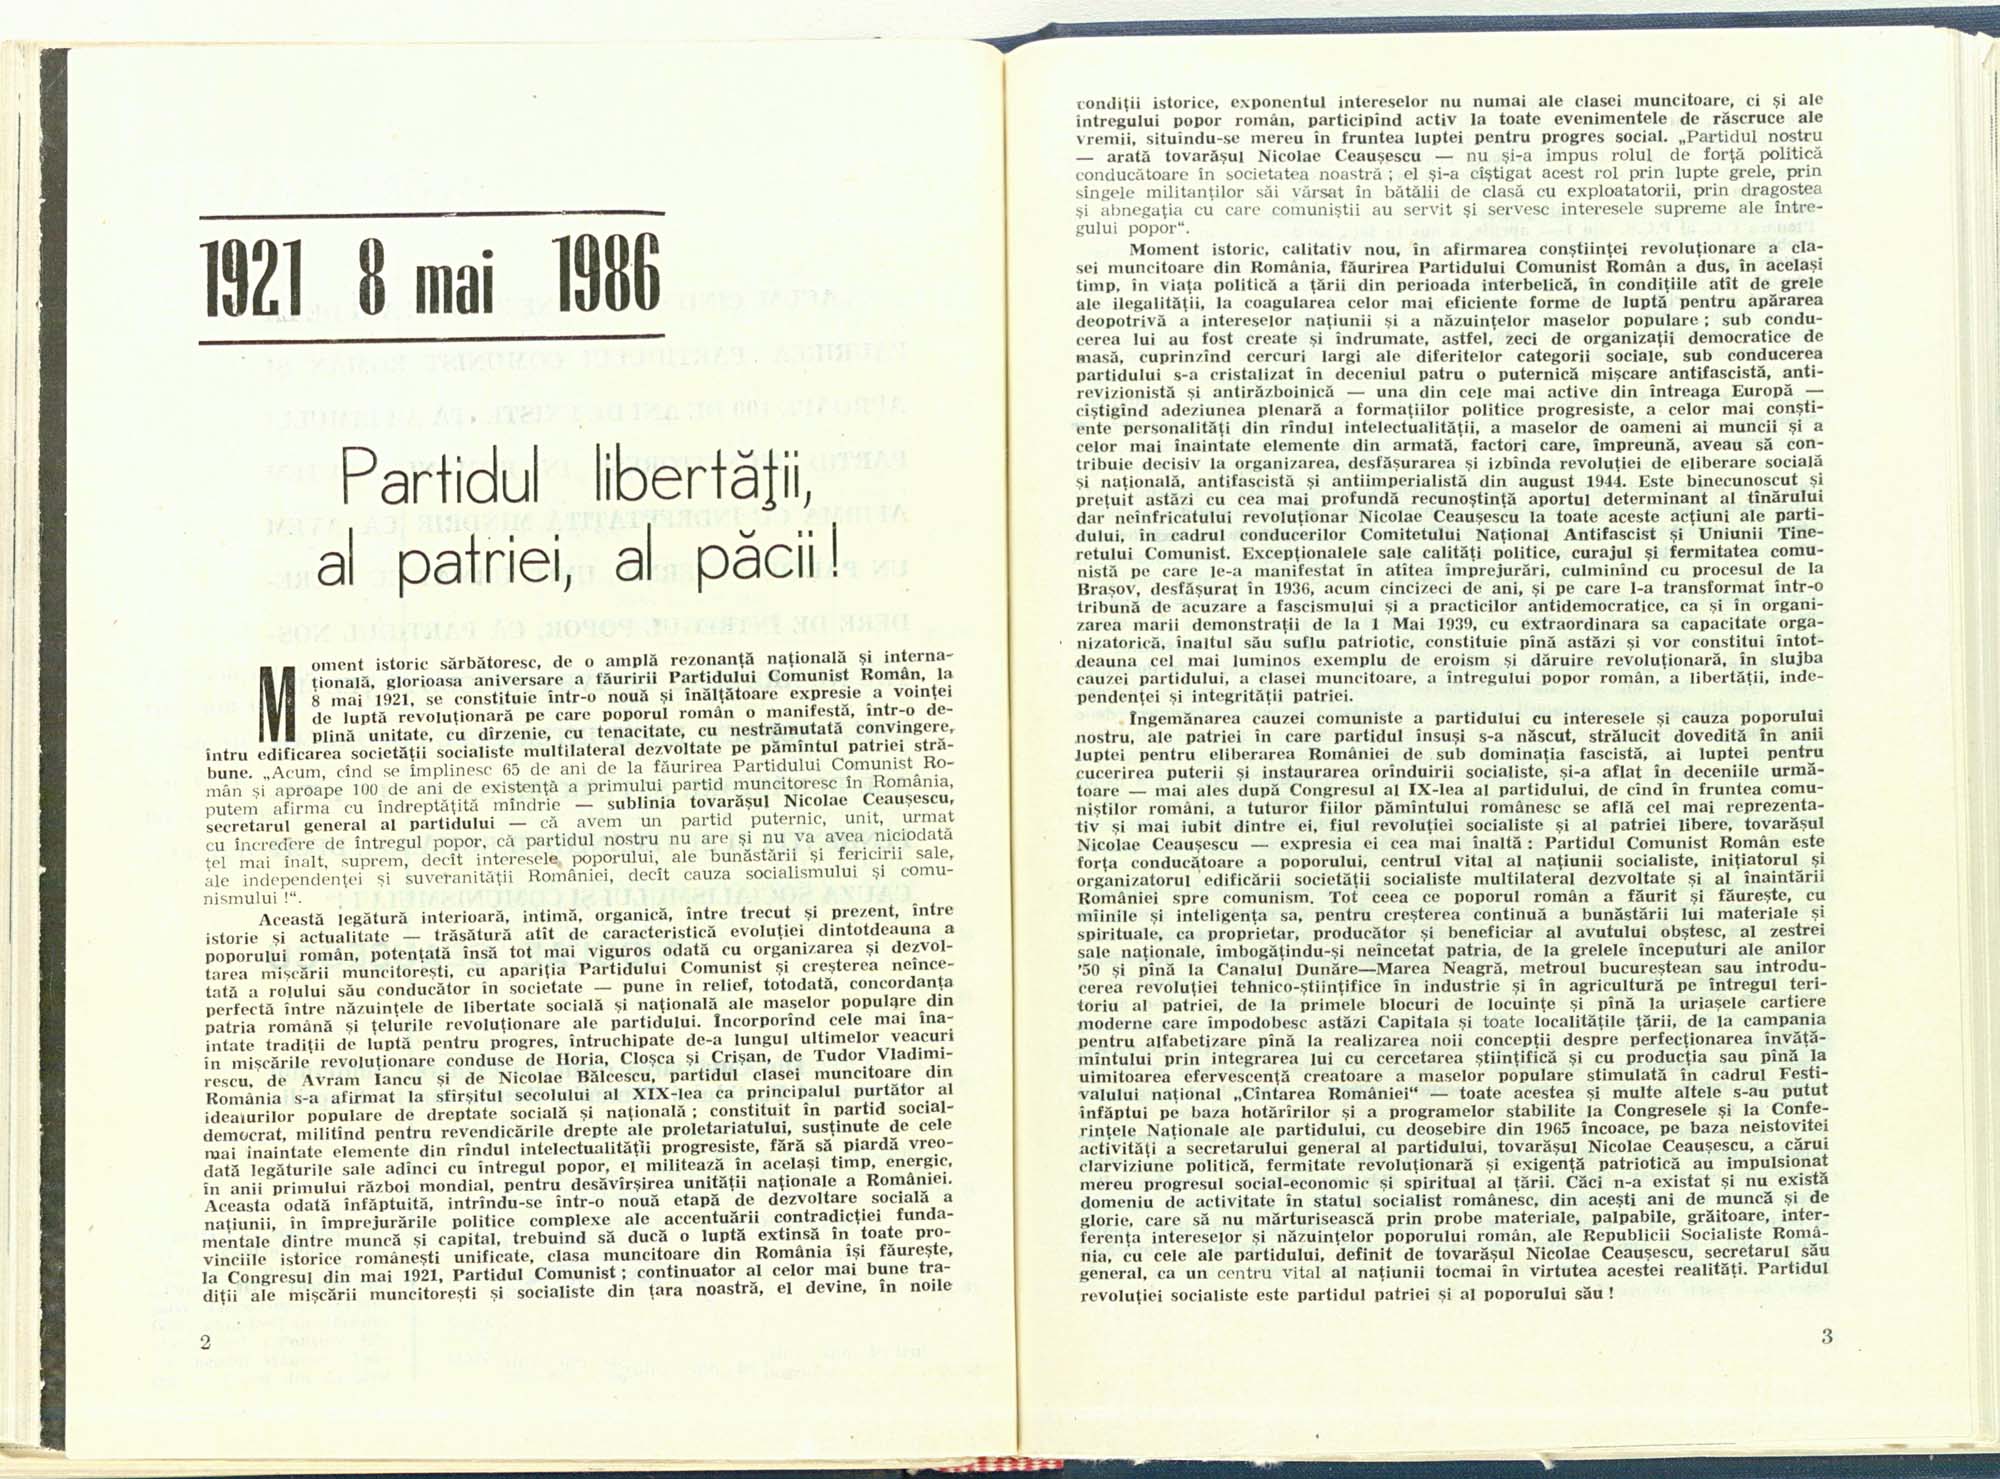 1921 8 mai 1986
Partidul libertăţii,
al patriei, al păcii!
Moment istoric sărbătoresc, de o amplă rezonanţă naţională şi interna-
ţională, glorioasa aniversare a făuririi Partidului Comunist Român, la
8 mai 1921, se constituie într-o nouă şi înălţătoare expresie a voinţei
de luptă revoluţionară pe care poporul român o manifestă, într-o de-
plină unitate, cu dîrzenie, cu tenacitate, cu nestrămutată convingere,
întru edificarea societăţii socialiste multilateral dezvoltate pe pămîntul patriei stră-
bune. „Acum, cînd se împlinesc 65 de ani de la făurirea Partidului Comunist Ro-
mân şi aproape 100 de ani de existenţă a primului partid muncitoresc în România,
putem afirma cu îndreptăţită mîndrie — sublinia tovarăşul Nicolae Ceauşescu,
secretarul general al partidului — că avem un partid puternic, unit, urmat
cu încredere de întregul popor, că partidul nostru nu are şi nu va avea niciodată
ţel mai înalt, suprem, decît interesele poporului, ale bunăstării şi fericirii sale,
ale independenţei şi suveranităţii României, decît cauza socialismului şi comu-
nismului !“.
Această legătură interioară, intimă, organică, între trecut şi prezent, între
istorie şi actualitate — trăsătură atît de caracteristică evoluţiei dintotdeauna a
poporului român, potenţată însă tot mai viguros odată cu organizarea şi dezvol-
tarea mişcării muncitoreşti, cu apariţia Partidului Comunist şi creşterea neînce-
tată a rolului său conducător în societate — pune în relief, totodată, concordanţa
perfectă între năzuinţele de libertate socială şi naţională ale maselor populare din
patria română şi ţelurile revoluţionare ale partidului. Încorporînd cele mai îna-
intate tradiţii de luptă pentru progres, întruchipate de-a lungul ultimelor veacuri
în mişcările revoluţionare conduse de Horia, Cloşca şi Crişan, de Tudor Vladimi-
rescu, de Avram Iancu şi de Nicolae Bălcescu, partidul clasei muncitoare din
România s-a afirmat la sfîrşitul secolului al XIX-lea ca principalul purtător al
idealurilor populare de dreptate socială şi naţională ; constituit în partid social-
democrat, militînd pentru revendicările drepte ale proletariatului, susţinute de cele
mai înaintate elemente din rîndul intelectualităţii progresiste, fără să piardă vreo-
dată legăturile sale adînci cu întregul popor, el militează în acelaşi timp, energic,
în anii primului război mondial, pentru desăvîrşirea unităţii naţionale a României.
Aceasta odată înfăptuită, intrîndu-se într-o nouă etapă de dezvoltare socială a
naţiunii, în împrejurările politice complexe ale accentuării contradicţiei funda-
mentale dintre muncă şi capital, trebuind să ducă o luptă extinsă în toate pro-
vinciile istorice româneşti unificate, clasa muncitoare din România îşi făureşte,
la Congresul din mai 1921, Partidul Comunist ; continuator al celor mai bune tra-
diţii ale mişcării muncitoreşti şi socialiste din ţara noastră, el devine, în noile
2
condiţii istorice, exponentul intereselor nu numai ale clasei muncitoare, ci şi ale
întregului popor român, participînd activ la toate evenimentele de răscruce ale
vremii, situîndu-se mereu în fruntea luptei pentru progres social. „Partidul nostru
— arată tovarăşul Nicolae Ceauşescu — nu şi-a impus rolul de forţă politică
conducătoare în societatea noastră ; el şi-a cîştigat acest rol prin lupte grele, prin
sîngele militanţilor săi vărsat în bătălii de clasă cu exploatatorii, prin dragostea
şi abnegaţia cu care comuniştii au servit şi servesc interesele supreme ale între-
gului popor“.
Moment istoric, calitativ nou, în afirmarea conştiinţei revoluţionare a cla-
sei muncitoare din România, făurirea Partidului Comunist Român a dus, în acelaşi
timp, în viaţa politică a ţării din perioada interbelică, în condiţiile atît de grele
ale ilegalităţii, la coagularea celor mai eficiente forme de luptă pentru apărarea
deopotrivă a intereselor naţiunii şi a năzuinţelor maselor populare ; sub condu-
cerea lui au fost create şi îndrumate, astfel, zeci de organizaţii democratice de
masă, cuprinzînd cercuri largi ale diferitelor categorii sociale, sub conducerea
partidului s-a cristalizat în deceniul patru o puternică mişcare antifascistă, anti-
revizionistă şi antirăzboinică — una din cele mai active din întreaga Europă —
cîştigînd adeziunea plenară a formaţiilor politice progresiste, a celor mai conşti-
ente personalităţi din rîndul intelectualităţii, a maselor de oameni ai muncii şi a
celor mai înaintate elemente din armată, factori care, împreună, aveau să con-
tribuie decisiv la organizarea, desfăşurarea şi izbînda revoluţiei de eliberare socială
şi naţională, antifascistă şi antiimperialistă din august 1944. Este binecunoscut şi
preţuit astăzi cu cea mai profundă recunoştinţă aportul determinant al tînărului
dar neînfricatului revoluţionar Nicolae Ceauşescu la toate aceste acţiuni ale parti-
dului, în cadrul conducerilor Comitetului Naţional Antifascist şi Uniunii Tine-
retului Comunist. Excepţionalele sale calităţi politice, curajul şi fermitatea comu-
nistă pe care le-a manifestat în atîtea împrejurări, culminînd cu procesul de la
Braşov, desfăşurat în 1936, acum cincizeci de ani, şi pe care l-a transformat într-o
tribună de acuzare a fascismului şi a practicilor antidemocratice, ca şi în organi-
zarea marii demonstraţii de la 1 Mai 1939, cu extraordinara sa capacitate orga-
nizatorică, înaltul său suflu patriotic, constituie pînă astăzi şi vor constitui întot-
deauna cel mai luminos exemplu de eroism şi dăruire revoluţionară, în slujba
cauzei partidului, a clasei muncitoare, a întregului popor român, a libertăţii, inde-
pendenţei şi integrităţii patriei.
Îngemănarea cauzei comuniste a partidului cu interesele şi cauza poporului
nostru, ale patriei în care partidul însuşi s-a născut, strălucit dovedită în anii
luptei pentru eliberarea României de sub dominaţia fascistă, ai luptei pentru
cucerirea puterii şi instaurarea orînduirii socialiste, şi-a aflat în deceniile urmă-
toare — mai ales după Congresul al IX-lea al partidului, de cînd în fruntea comu-
niştilor români, a tuturor fiilor pămîntului românesc se află cel mai reprezenta-
tiv şi mai iubit dintre ei, fiul revoluţiei socialiste şi al patriei libere, tovarăşul
Nicolae Ceauşescu — expresia ei cea mai înaltă : Partidul Comunist Român este
forţa conducătoare a poporului, centrul vital al naţiunii socialiste, iniţiatorul şi
organizatorul edificării societăţii socialiste multilateral dezvoltate şi al înaintării
României spre comunism. Tot ceea ce poporul român a făurit şi făureşte, cu
mîinile şi inteligenţa sa, pentru creşterea continuă a bunăstării lui materiale şi
spirituale, ca proprietar, producător şi beneficiar al avutului obştesc, al zestrei
sale naţionale, îmbogăţindu-şi neîncetat patria, de la grelele începuturi ale anilor
'50 şi pînă la Canalul Dunăre—Marea Neagră, metroul bucureştean sau introdu-
cerea revoluţiei tehnico-ştiinţifice în industrie şi în agricultură pe întregul teri-
toriu al patriei, de la primele blocuri de locuinţe şi pînă la uriaşele cartiere
moderne care împodobesc astăzi Capitala şi toate localităţile ţării, de la campania
pentru alfabetizare pînă la realizarea noii concepţii despre perfecţionarea învăţă-
mîntului prin integrarea lui cu cercetarea ştiinţifică şi cu producţia sau pînă la
uimitoarea efervescenţă creatoare a maselor populare stimulată în cadrul Festi-
valului naţional „Cîntarea României“ — toate acestea şi multe altele s-au putut
înfăptui pe baza hotărîrilor şi a programelor stabilite la Congresele şi la Confe-
rinţele Naţionale ale partidului, cu deosebire din 1965 încoace, pe baza neistovitei
activităţi a secretarului general al partidului, tovarăşul Nicolae Ceauşescu, a cărui
clarviziune politică, fermitate revoluţionară şi exigenţă patriotică au impulsionat
mereu progresul social-economic şi spiritual al ţării. Căci n-a existat şi nu există
domeniu de activitate în statul socialist românesc, din aceşti ani de muncă şi de
glorie, care să nu mărturisească prin probe materiale, palpabile, grăitoare, inter-
ferenţa intereselor şi năzuinţelor poporului român, ale Republicii Socialiste Româ-
nia, cu cele ale partidului, definit de tovarăşul Nicolae Ceauşescu, secretarul său
general, ca un centru vital al naţiunii tocmai în virtutea acestei realităţi. Partidul
revoluţiei socialiste este partidul patriei şi al poporului său !
3